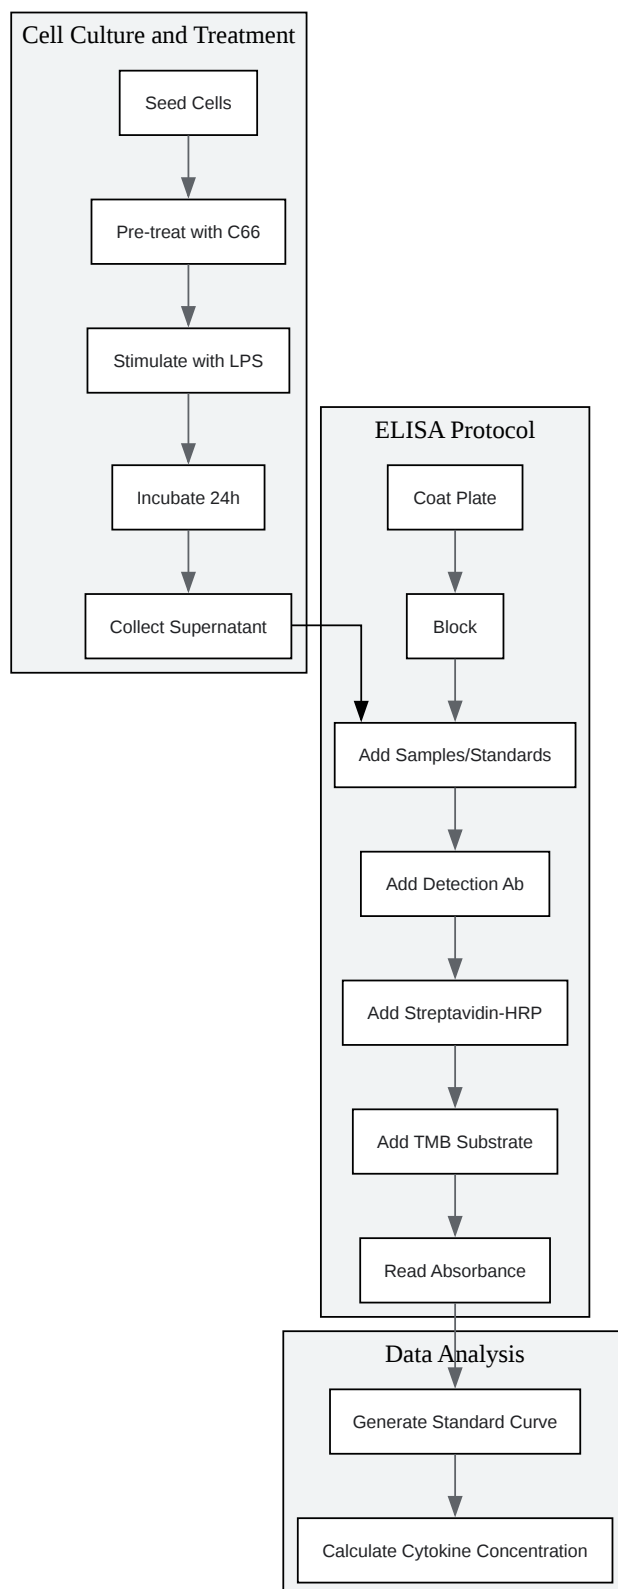 Cell Culture and Treatment
Seed Cells
Pre-treat with C66
Stimulate with LPS
Incubate 24h
Collect Supernatant
ELISA Protocol
Coat Plate
Block
Add Samples/Standards
Add Detection Ab
Add Streptavidin-HRP
Add TMB Substrate
Read Absorbance
Data Analysis
Generate Standard Curve
Calculate Cytokine Concentration